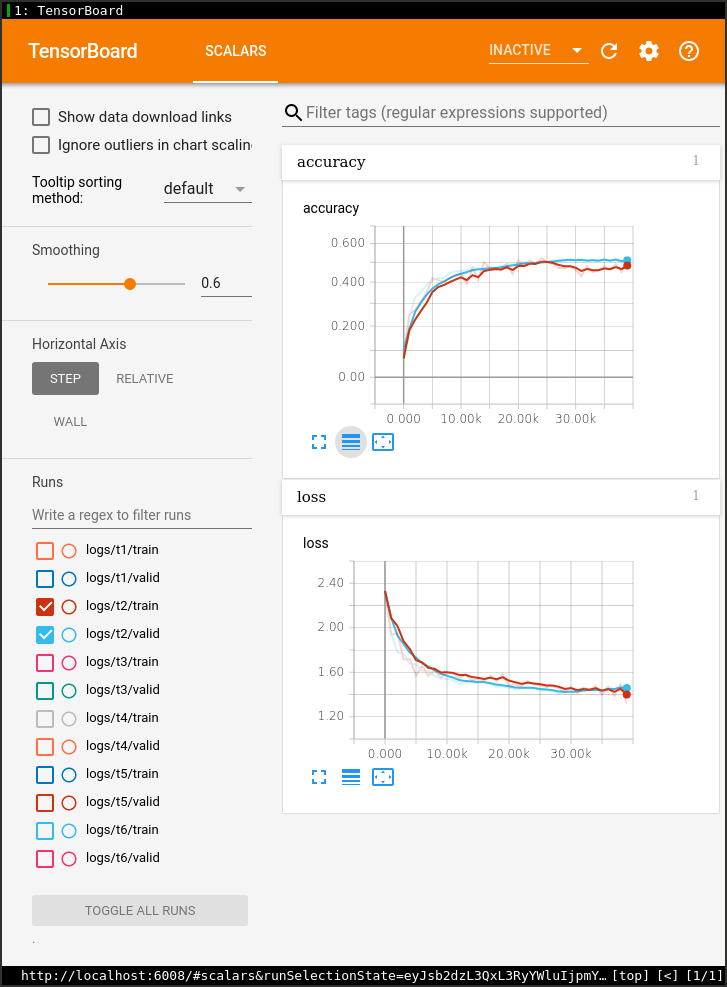 1: TensorBoard
TensorBoard
SCALARS
INACTIVE
Show data download links
Ignore outliers in chart scalin
Tooltip sorting
method:
default
Smoothing
0.6
Horizontal Axis
STEP
RELATIVE
WALL
Runs
Write a regex to filter runs
logs/t1/train
logs/t1/valid
logs/t2/train
logs/t2/valid
logs/t3/train
logs/t3/valid
logs/t4/train
logs/t4/valid
logs/t5/train
logs/t5/valid
logs/t6/train
logs/t6/valid
TOGGLE ALL RUNS
.
Filter tags (regular expressions supported)
accuracy
1
accuracy
0.600
0.400
0.200
0.00
0.000 10.00k 20.00k 30.00k
loss
1
loss
2.40
2.00
1.60
1.20
0.000 10.00k 20.00k 30.00k
http://localhost:6008/#scalars&runSelectionState=eyJsb2dzL3QxL3RyYWluIjpmY… [top] [<] [1/1]